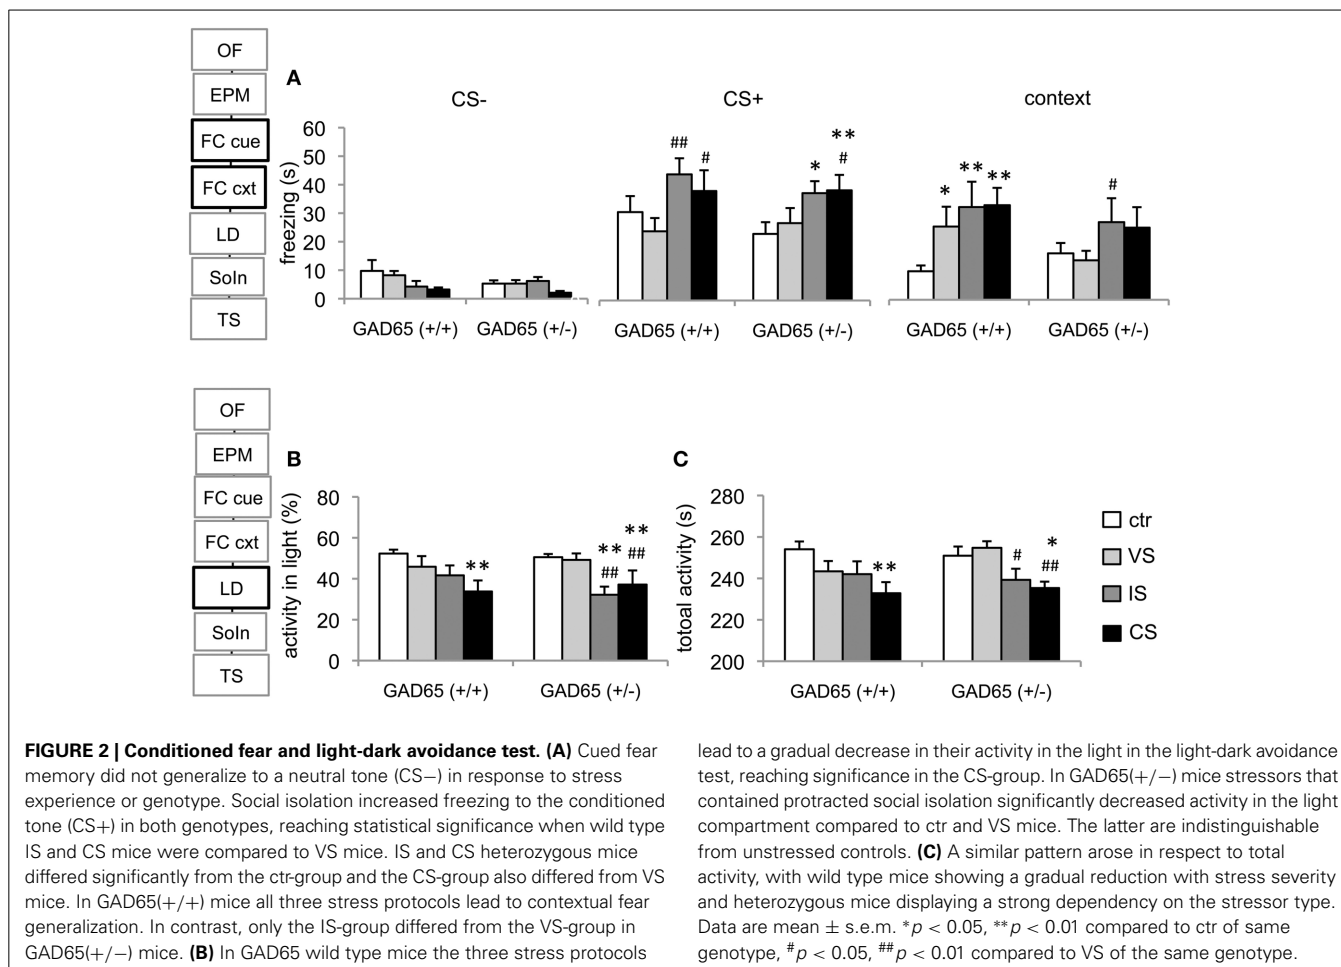 OF
EPM
FC cue
FC cxt
LD
SoIn
TS
A
CS-
CS+
context
freezing (s)
60
50
40
30
20
10
0
##
#
*
**
#
*
**
**
#
GAD65 (+/+)
GAD65 (+/-)
GAD65 (+/+)
GAD65 (+/-)
GAD65 (+/+)
GAD65 (+/-)
OF
EPM
FC cue
FC cxt
LD
SoIn
TS
B
activity in light (%)
80
60
40
20
0
**
**
##
**
##
GAD65 (+/+)
GAD65 (+/-)
C
totoal activity (s)
280
260
240
220
200
**
#
*
##
GAD65 (+/+)
GAD65 (+/-)
ctr
VS
IS
CS
FIGURE 2 | Conditioned fear and light-dark avoidance test. (A) Cued fear
memory did not generalize to a neutral tone (CS−) in response to stress
experience or genotype. Social isolation increased freezing to the conditioned
tone (CS+) in both genotypes, reaching statistical significance when wild type
IS and CS mice were compared to VS mice. IS and CS heterozygous mice
differed significantly from the ctr-group and the CS-group also differed from VS
mice. In GAD65(+/+) mice all three stress protocols lead to contextual fear
generalization. In contrast, only the IS-group differed from the VS-group in
GAD65(+/−) mice. (B) In GAD65 wild type mice the three stress protocols
lead to a gradual decrease in their activity in the light in the light-dark avoidance
test, reaching significance in the CS-group. In GAD65(+/−) mice stressors that
contained protracted social isolation significantly decreased activity in the light
compartment compared to ctr and VS mice. The latter are indistinguishable
from unstressed controls. (C) A similar pattern arose in respect to total
activity, with wild type mice showing a gradual reduction with stress severity
and heterozygous mice displaying a strong dependency on the stressor type.
Data are mean ± s.e.m. *p < 0.05, **p < 0.01 compared to ctr of same
genotype, #p < 0.05, ##p < 0.01 compared to VS of the same genotype.